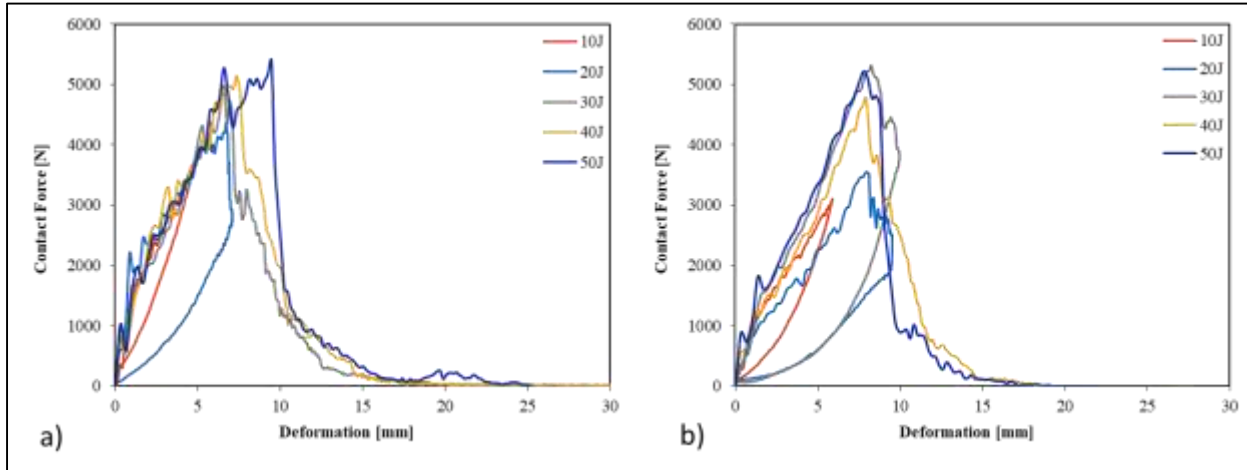 6000
5000
4000
3000
2000
1000
0
Contact Force [N]
0 5 10 15 20 25 30
Deformation [mm]
10J
20J
30J
40J
50J
a)
6000
5000
4000
3000
2000
1000
0
Contact Force [N]
0 5 10 15 20 25 30
Deformation [mm]
10J
20J
30J
40J
50J
b)